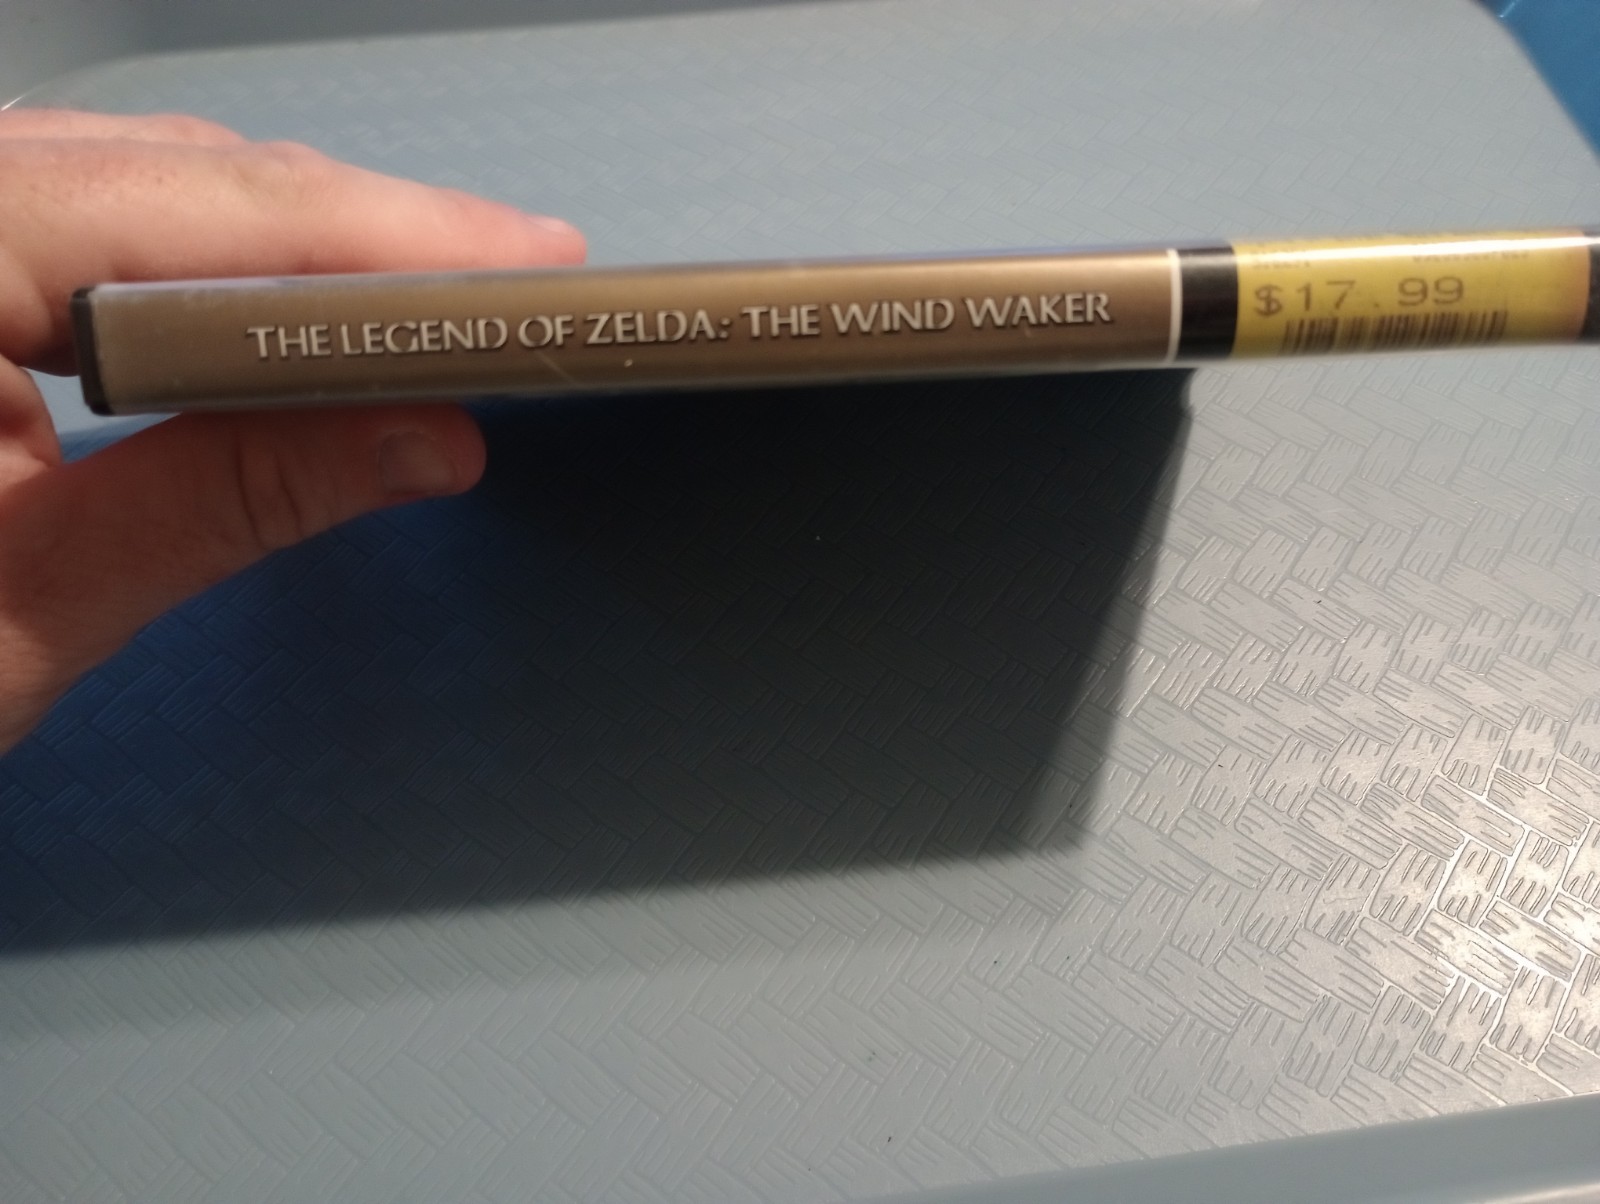 THE LEGEND OF ZELDA: THE WIND WAKER
$17.99